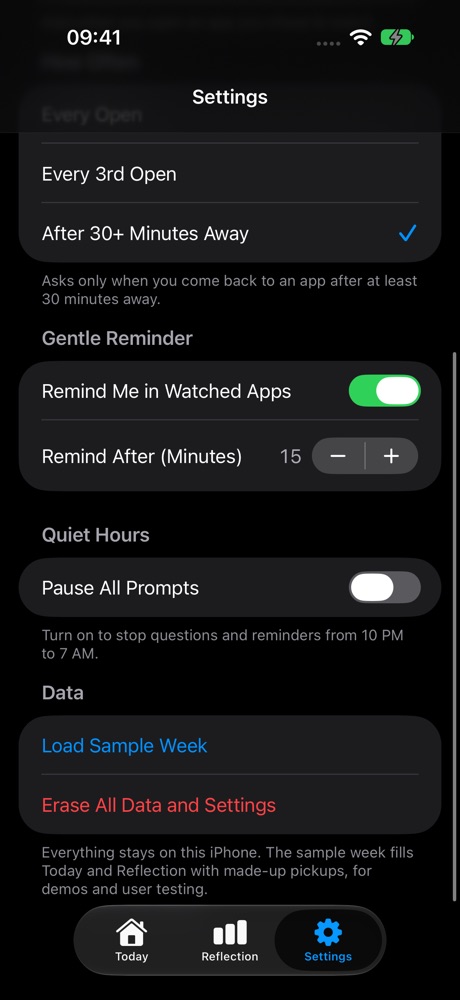 09:41
Settings
Every Open
Every 3rd Open
After 30+ Minutes Away
Asks only when you come back to an app after at least
30 minutes away.
Gentle Reminder
Remind Me in Watched Apps
Remind After (Minutes) 15
Quiet Hours
Pause All Prompts
Turn on to stop questions and reminders from 10 PM
to 7 AM.
Data
Load Sample Week
Erase All Data and Settings
Everything stays on this iPhone. The sample week fills
Today and Reflection with made-up pickups, for
demos and user testing.
Today Reflection Settings